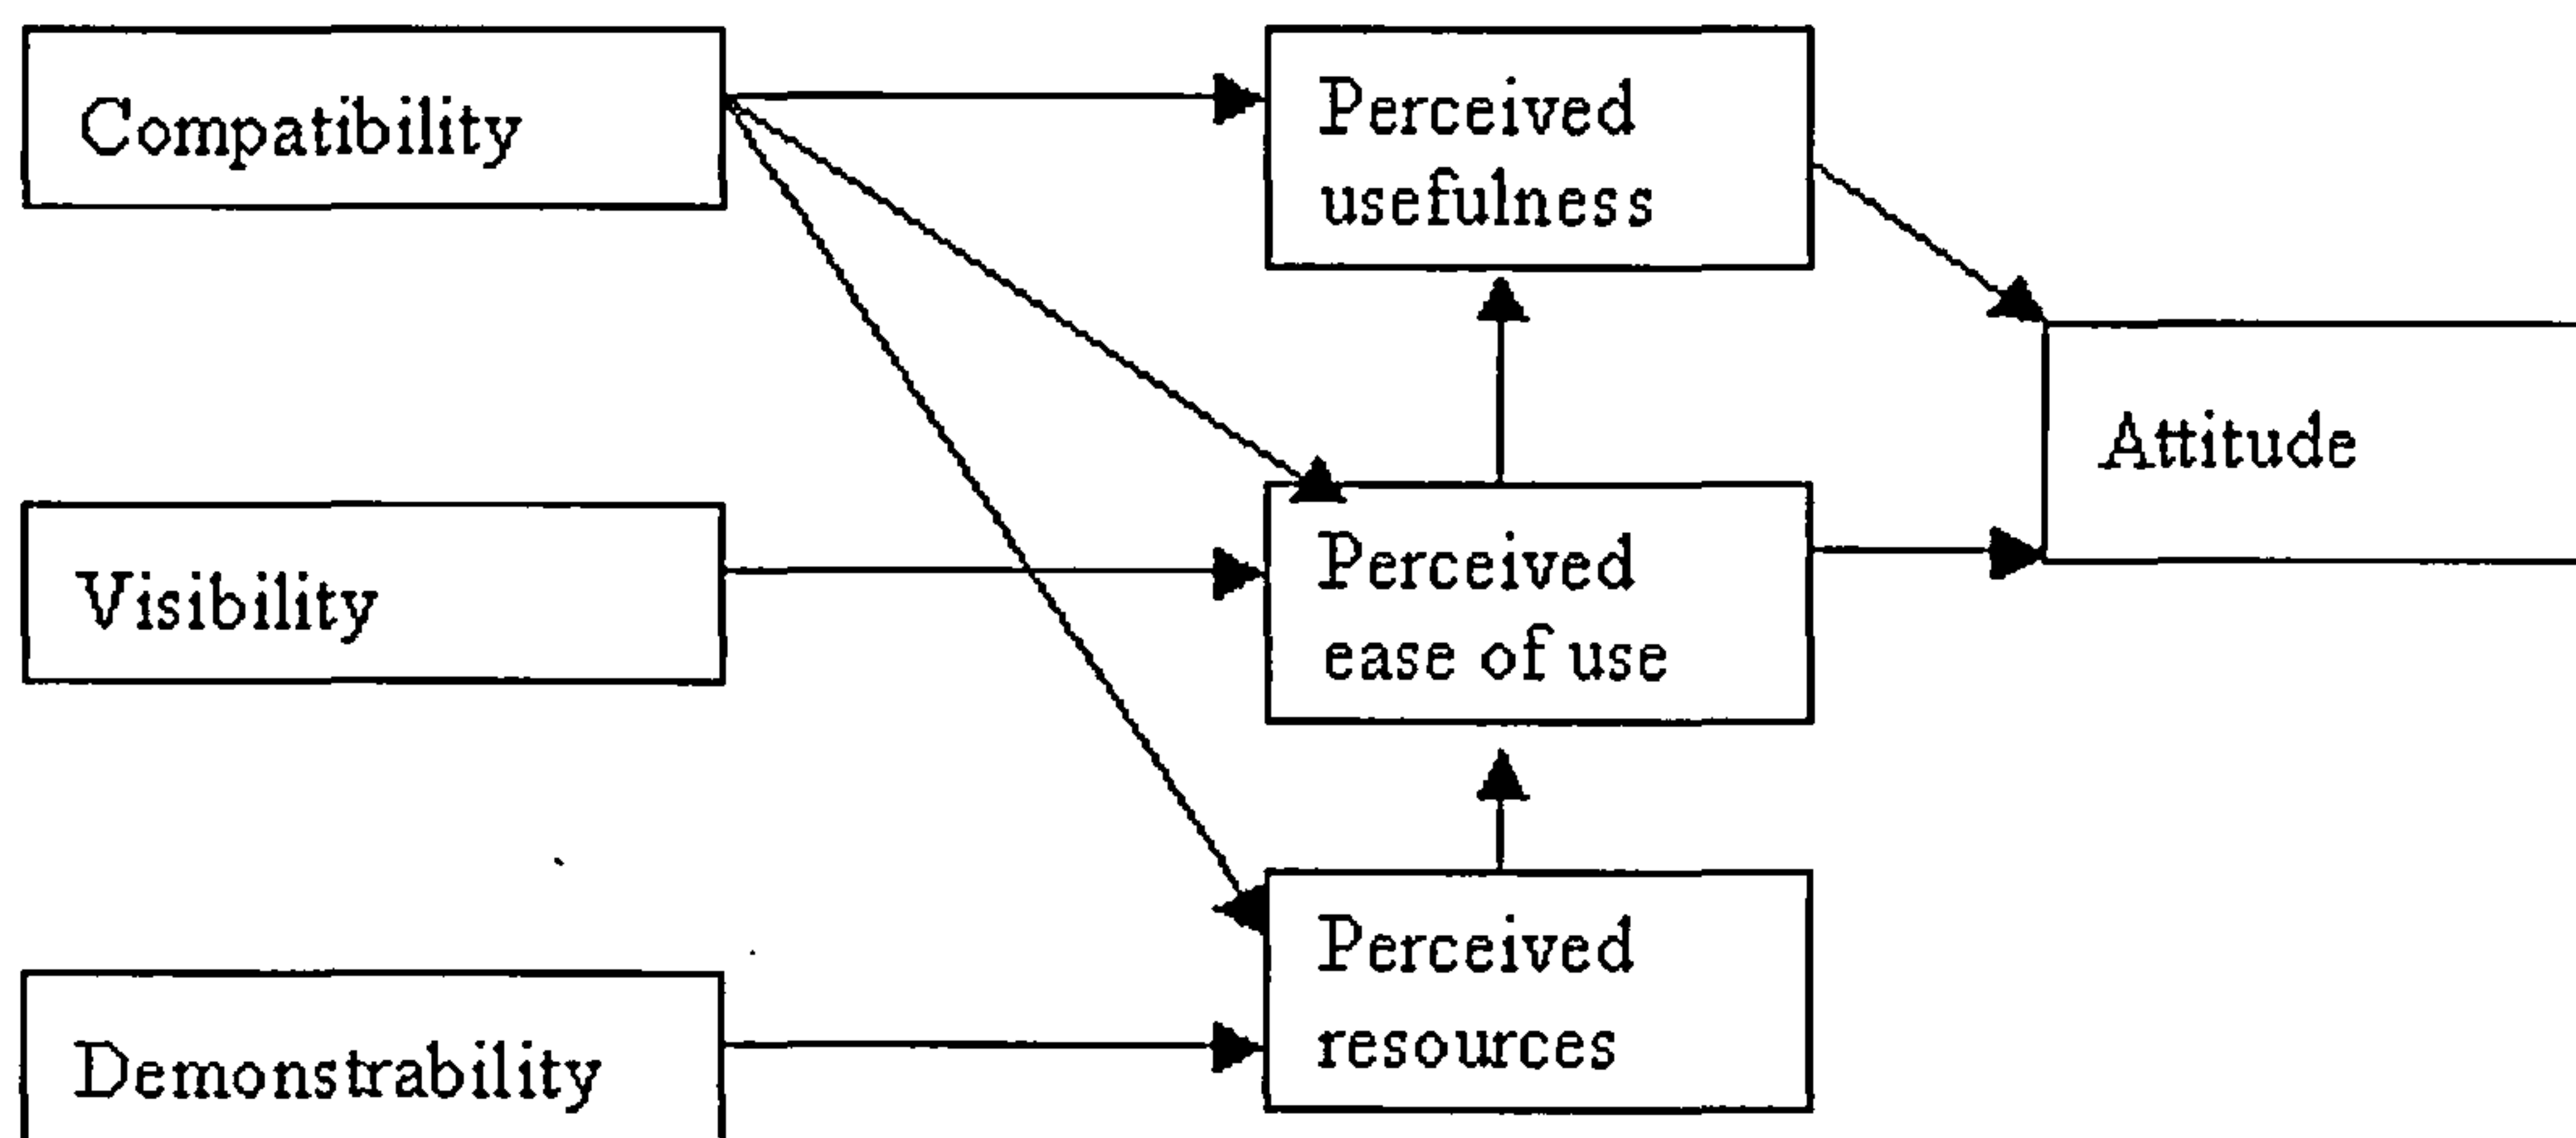 Compatibility
Perceived
usefulness
Attitude
Visibility
Perceived
ease of use
Perceived
resources
Demonstrability